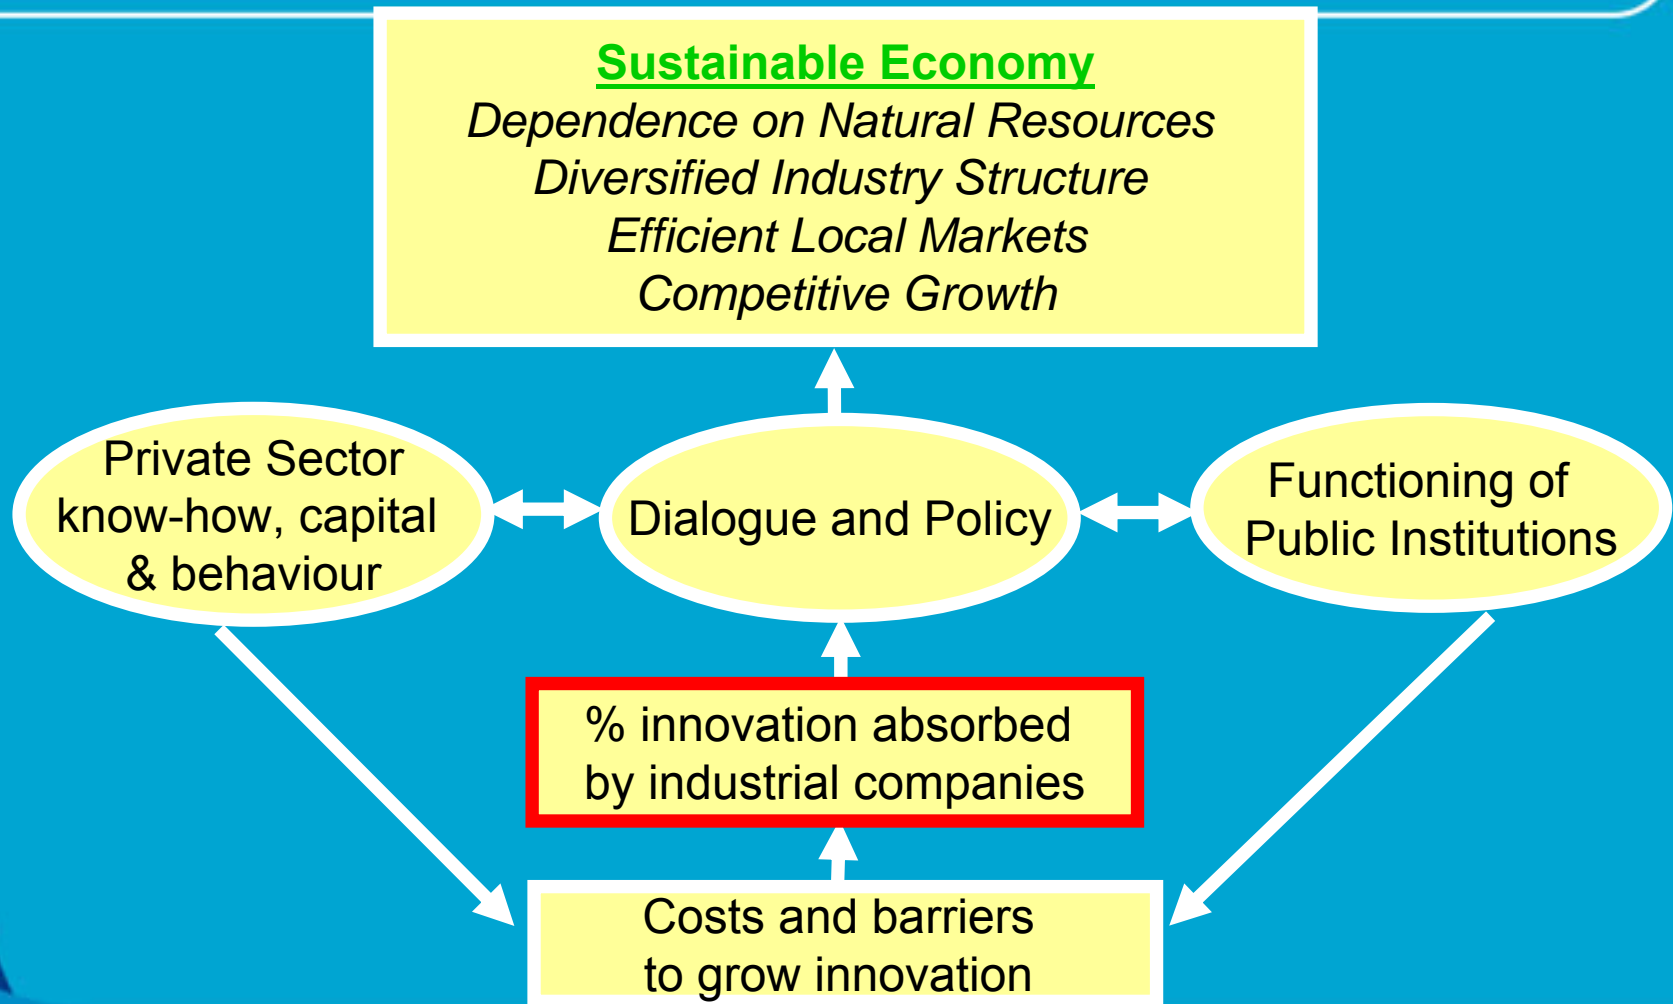 Sustainable Economy
Dependence on Natural Resources
Diversified Industry Structure
Efficient Local Markets
Competitive Growth
Private Sector
know-how, capital
& behaviour
Dialogue and Policy
Functioning of
Public Institutions
% innovation absorbed
by industrial companies
Costs and barriers
to grow innovation